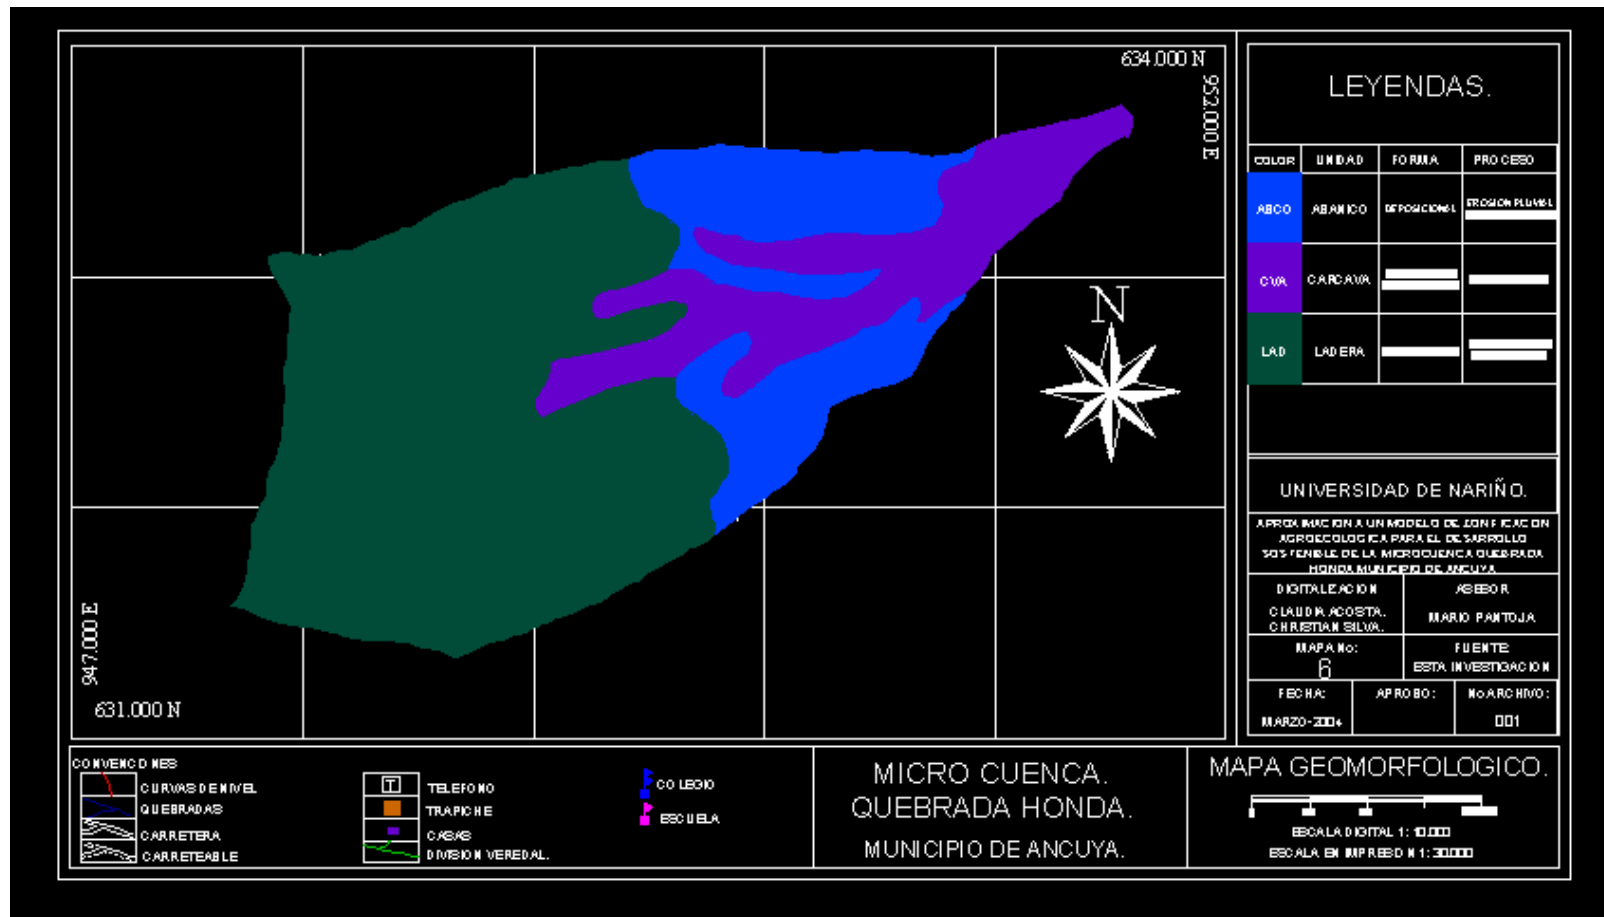 634.000 N
952.000 E
N
947.000 E
631.000 N
LEYENDAS.
COLOR UNIDAD FORMA PROCESO
ABCO ABANICO DEPOSICIONAL EROSION PLUVIAL
CVA CARCAVA
LAD LADERA
UNIVERSIDAD DE NARIÑO.
APROXIMACION A UN MODELO DE ZONIFICACION
AGROECOLOGICA PARA EL DESARROLLO
SOSTENIBLE DE LA MICROCUENCA QUEBRADA
HONDA MUNICIPIO DE ANCUYA
DIGITALIZACION
CLAUDIA ACOSTA.
CHRISTIAN SILVA.
ASESOR
MARIO PANTOJA
MAPA No:
6
FUENTE
ESTA INVESTIGACION
FECHA:
MARZO-2004
APROBO:
No ARCHIVO:
001
CONVENCIONES
CURVAS DE NIVEL
QUEBRADAS
CARRETERA
CARRETEABLE
T TELEFONO
TRAPICHE
CASAS
DIVISION VEREDAL.
COLEGIO
ESCUELA
MICRO CUENCA.
QUEBRADA HONDA.
MUNICIPIO DE ANCUYA.
MAPA GEOMORFOLOGICO.
ESCALA DIGITAL 1: 10.000
ESCALA EN IMPRESION 1: 30.000